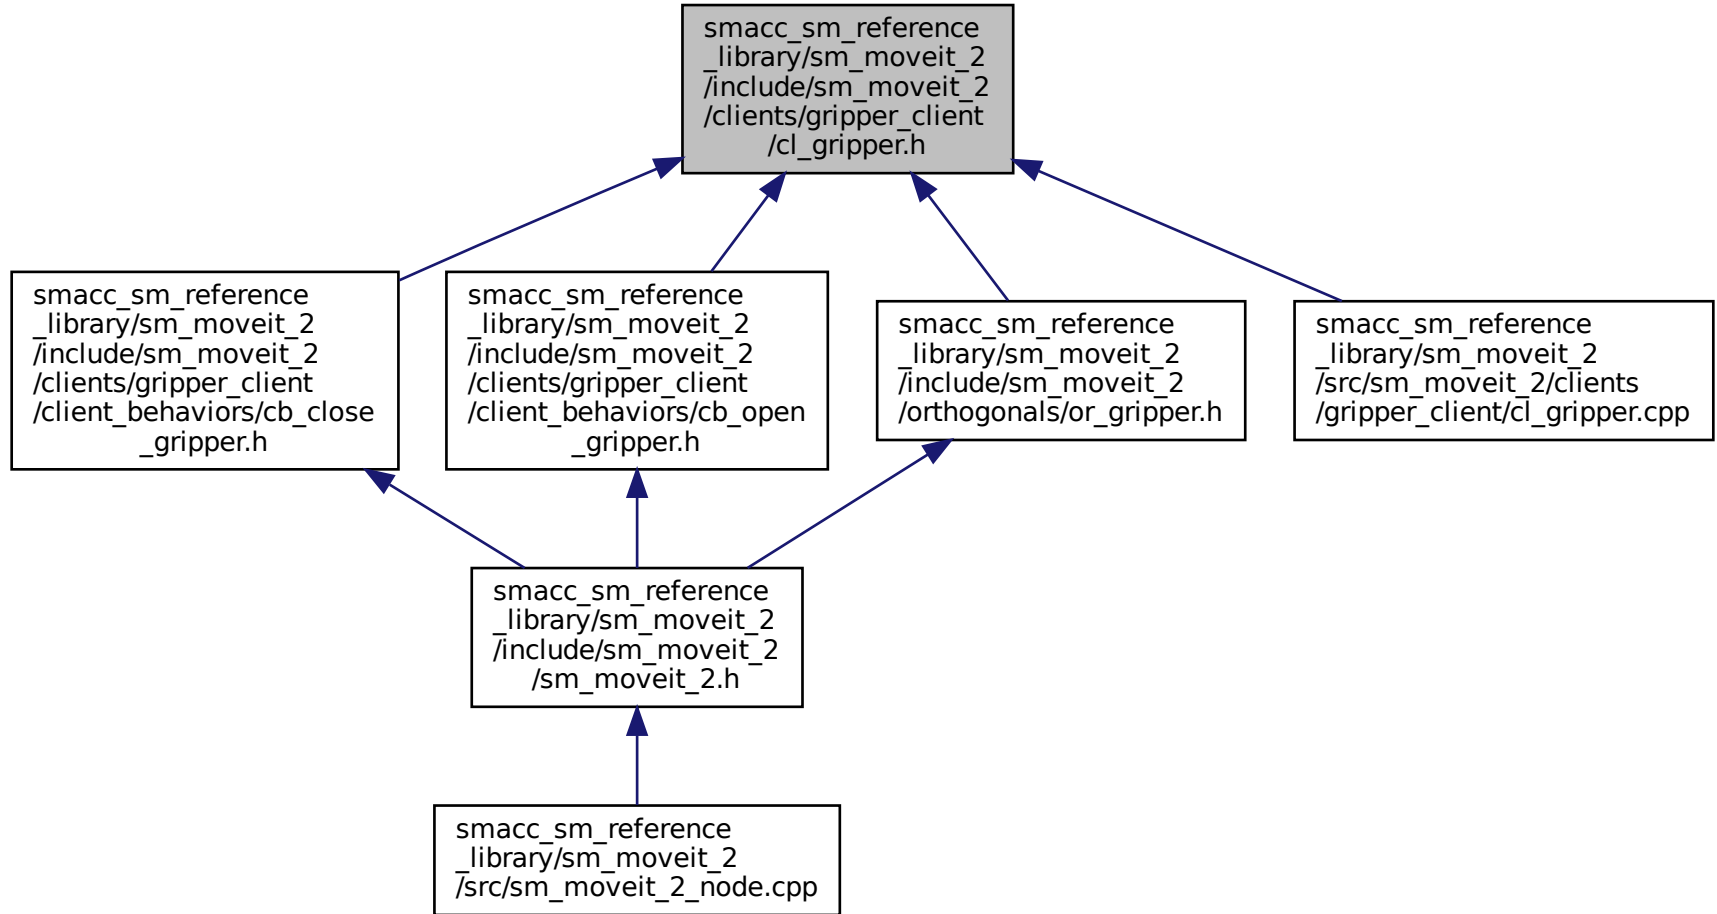 smacc_sm_reference
_library/sm_moveit_2
/include/sm_moveit_2
/clients/gripper_client
/cl_gripper.h
smacc_sm_reference
_library/sm_moveit_2
/include/sm_moveit_2
/clients/gripper_client
/client_behaviors/cb_close
_gripper.h
smacc_sm_reference
_library/sm_moveit_2
/include/sm_moveit_2
/clients/gripper_client
/client_behaviors/cb_open
_gripper.h
smacc_sm_reference
_library/sm_moveit_2
/include/sm_moveit_2
/orthogonals/or_gripper.h
smacc_sm_reference
_library/sm_moveit_2
/src/sm_moveit_2/clients
/gripper_client/cl_gripper.cpp
smacc_sm_reference
_library/sm_moveit_2
/include/sm_moveit_2
/sm_moveit_2.h
smacc_sm_reference
_library/sm_moveit_2
/src/sm_moveit_2_node.cpp